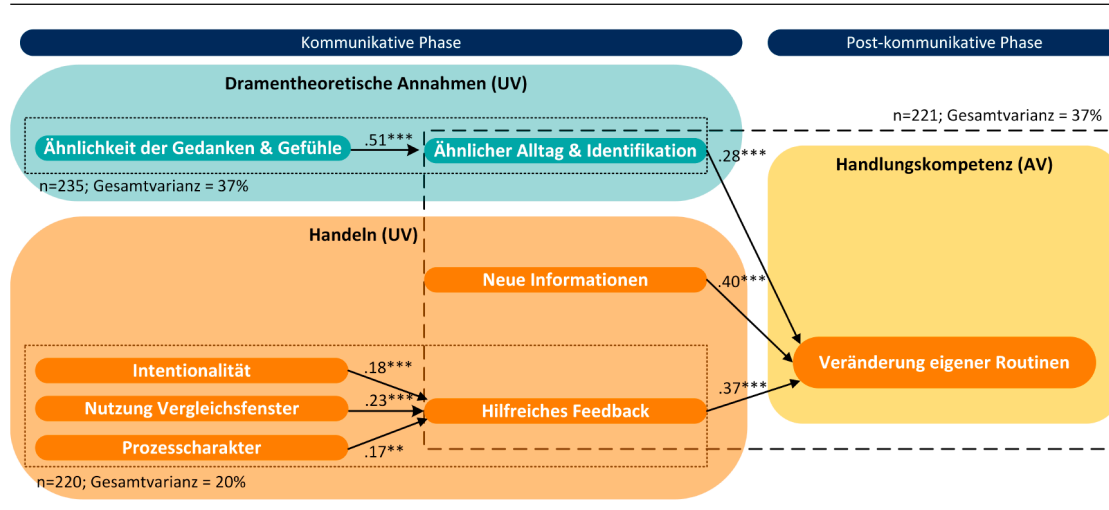 Kommunikative Phase
Post-kommunikative Phase
Dramentheoretische Annahmen (UV)
n=221; Gesamtvarianz = 37%
Ähnlichkeit der Gedanken & Gefühle
.51***
Ähnlicher Alltag & Identifikation
.28***
Handlungskompetenz (AV)
n=235; Gesamtvarianz = 37%
Handeln (UV)
Neue Informationen
.40***
Intentionalität
.18***
Veränderung eigener Routinen
Nutzung Vergleichsfenster
.23***
Hilfreiches Feedback
.37***
Prozesscharakter
.17**
n=220; Gesamtvarianz = 20%